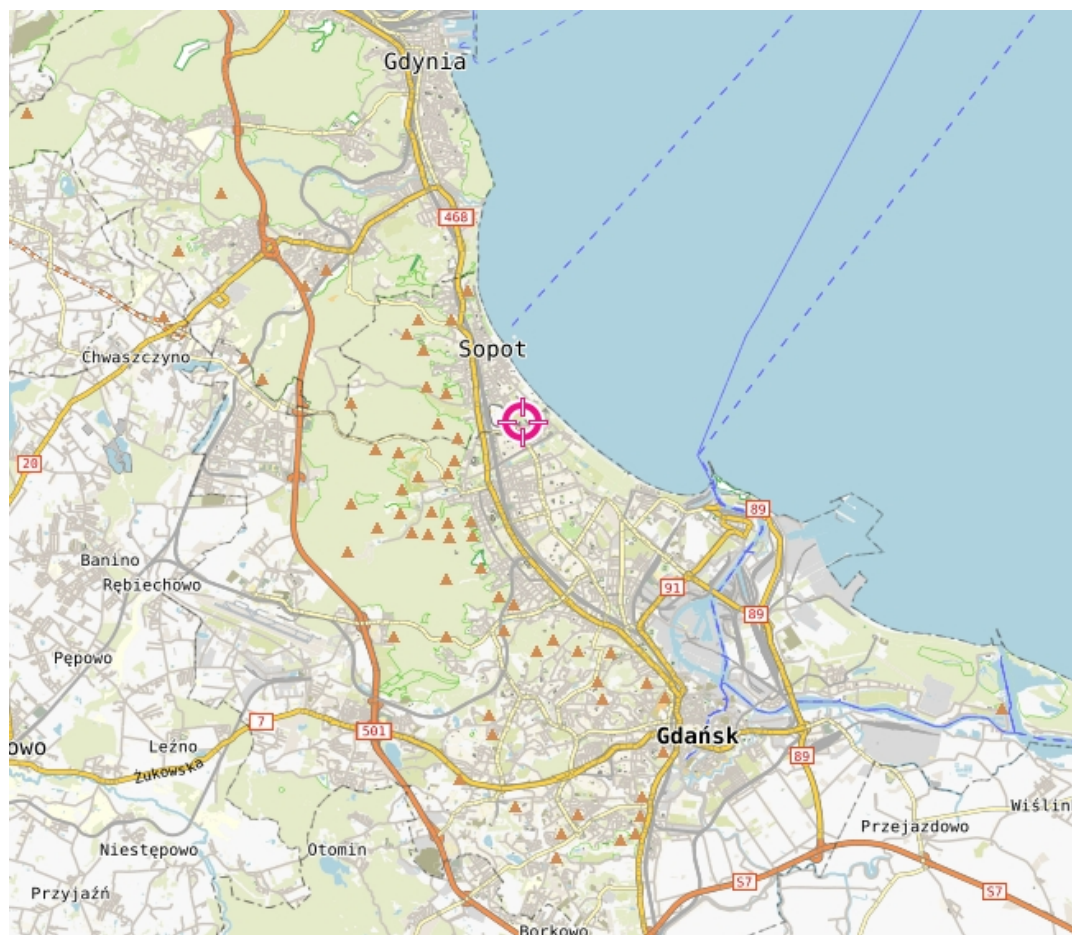 Gdynia
468
Sopot
Chwaszczyno
20
89
Banino
Rębiechowo
91
89
Pępowo
7
501
owo
Leźno
Gdańsk
Żukowska
89
Wiślin
Przejazdowo
Niestępowo
Otomin
S7
S7
Przyjaźń
Borkowo